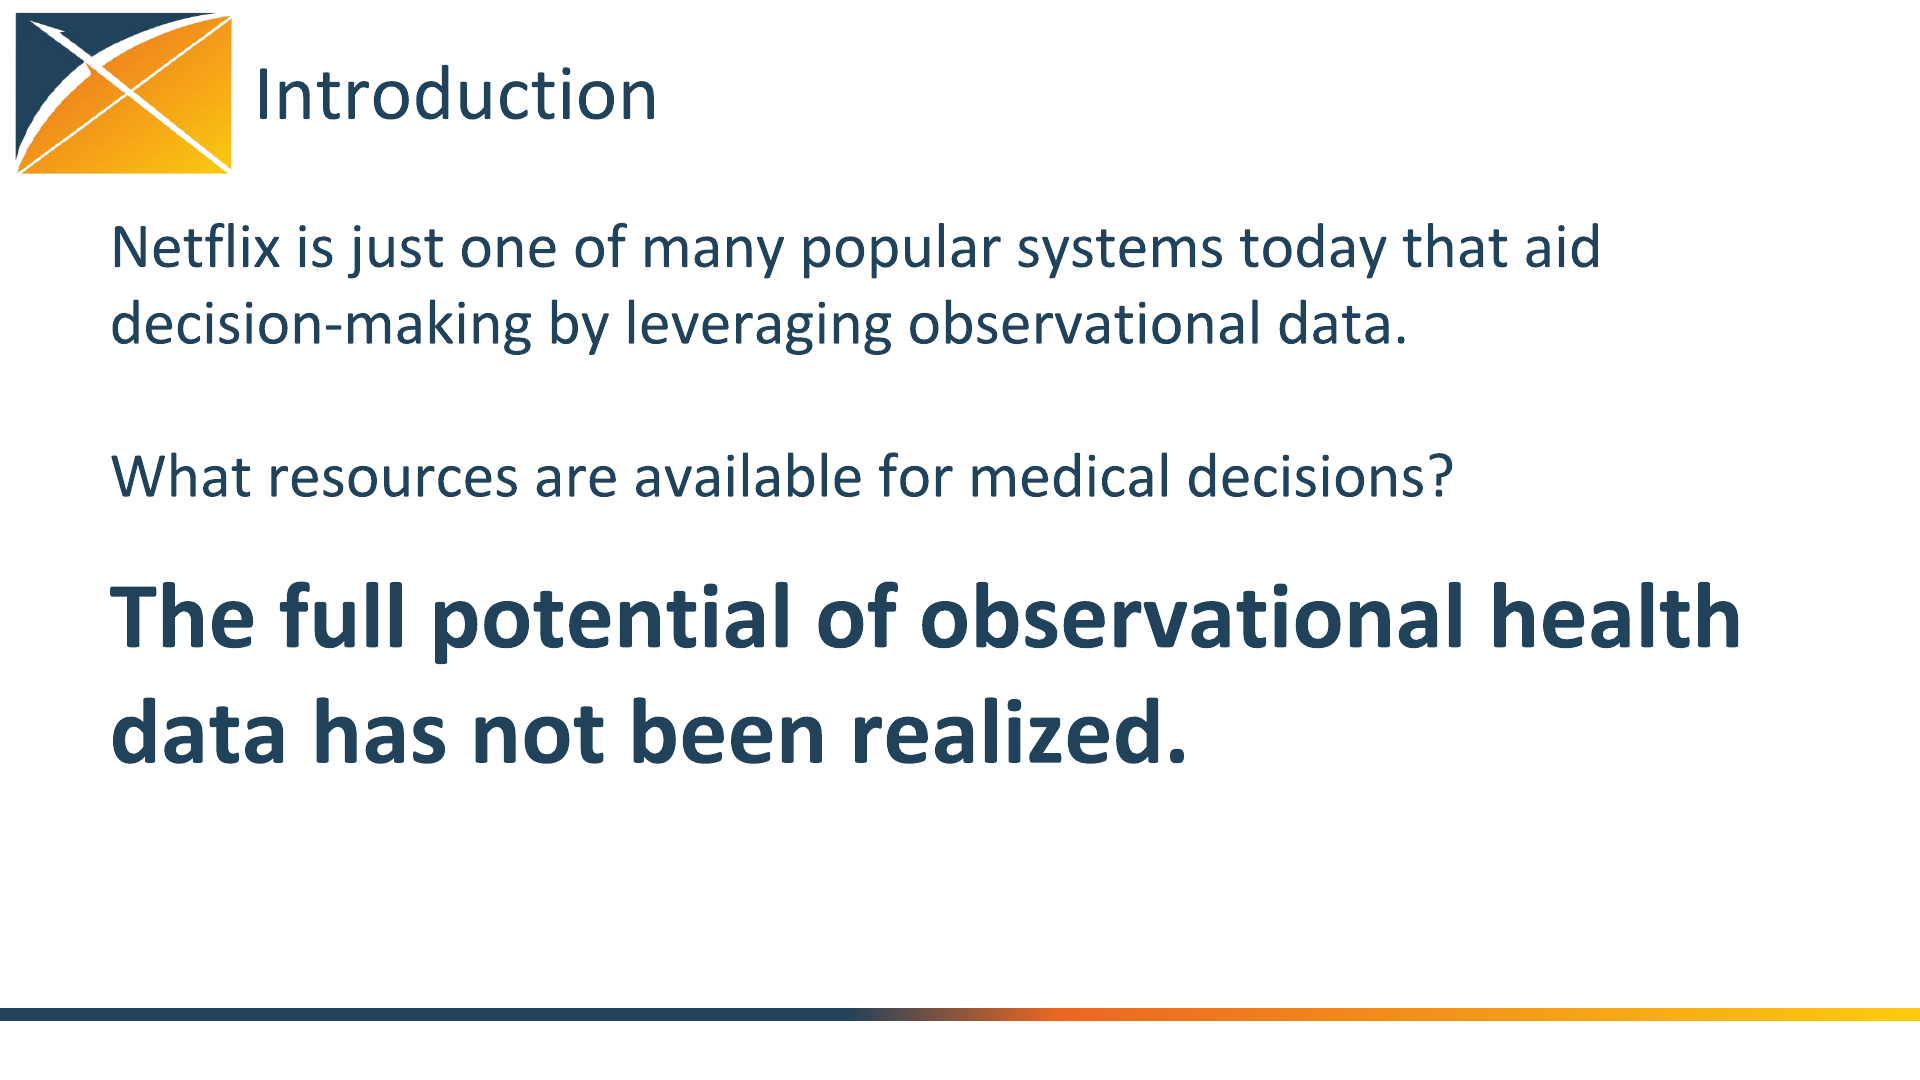 Introduction
Netflix is just one of many popular systems today that aid
decision-making by leveraging observational data.
What resources are available for medical decisions?
The full potential of observational health
data has not been realized.